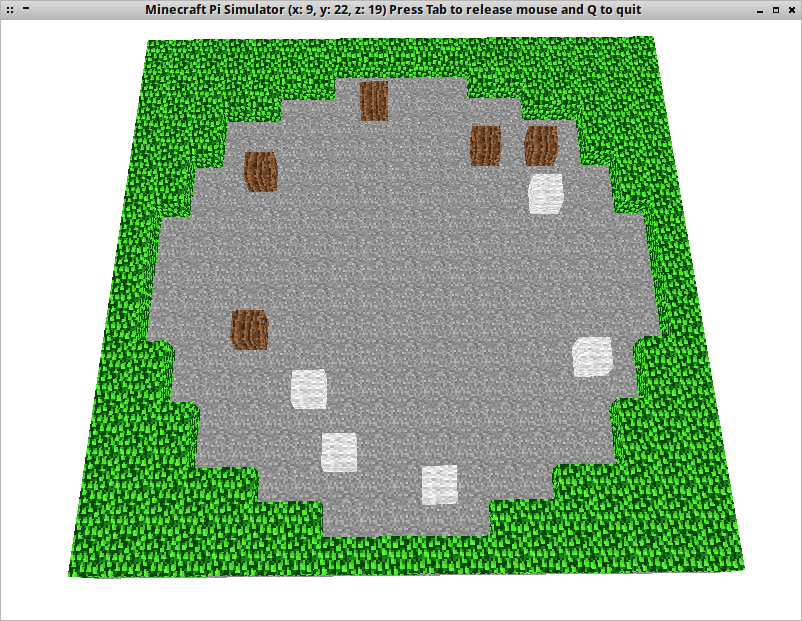 Minecraft Pi Simulator (x: 9, y: 22, z: 19) Press Tab to release mouse and Q to quit